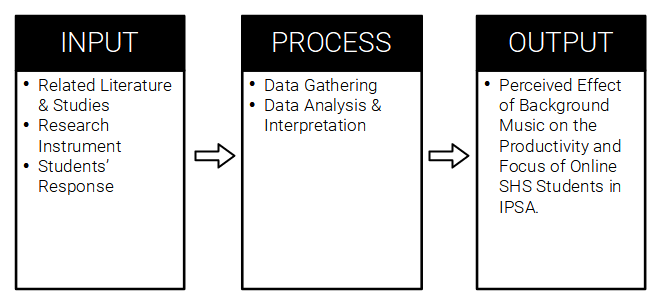 INPUT
• Related Literature
& Studies
• Research
Instrument
• Students’
Response
PROCESS
• Data Gathering
• Data Analysis &
Interpretation
OUTPUT
• Perceived Effect
of Background
Music on the
Productivity and
Focus of Online
SHS Students in
IPSA.